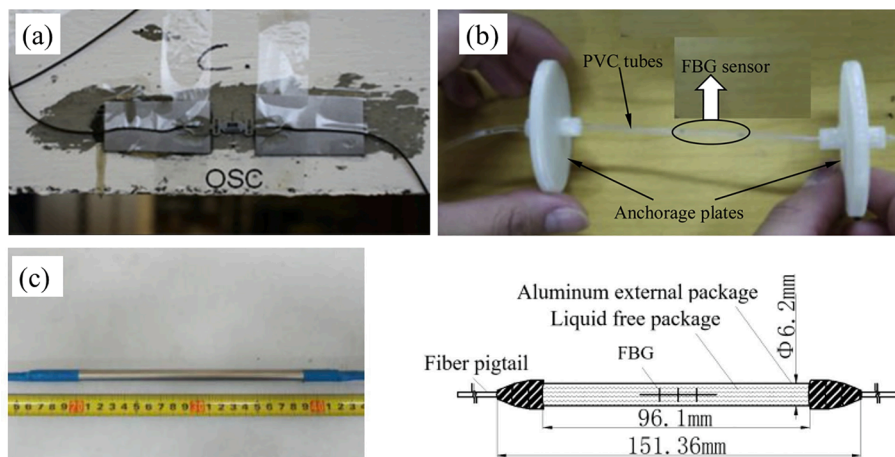 (a)
OSC
(b)
PVC tubes
FBG sensor
Anchorage plates
(c)
Aluminum external package
Liquid free package
FBG
Fiber pigtail
Φ6.2mm
96.1mm
151.36mm